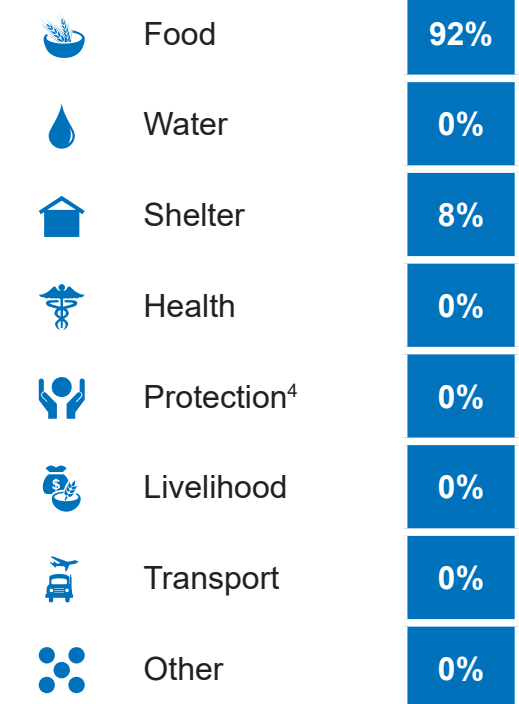 Food 92%
Water 0%
Shelter 8%
Health 0%
Protection⁴ 0%
$ Livelihood 0%
Transport 0%
Other 0%